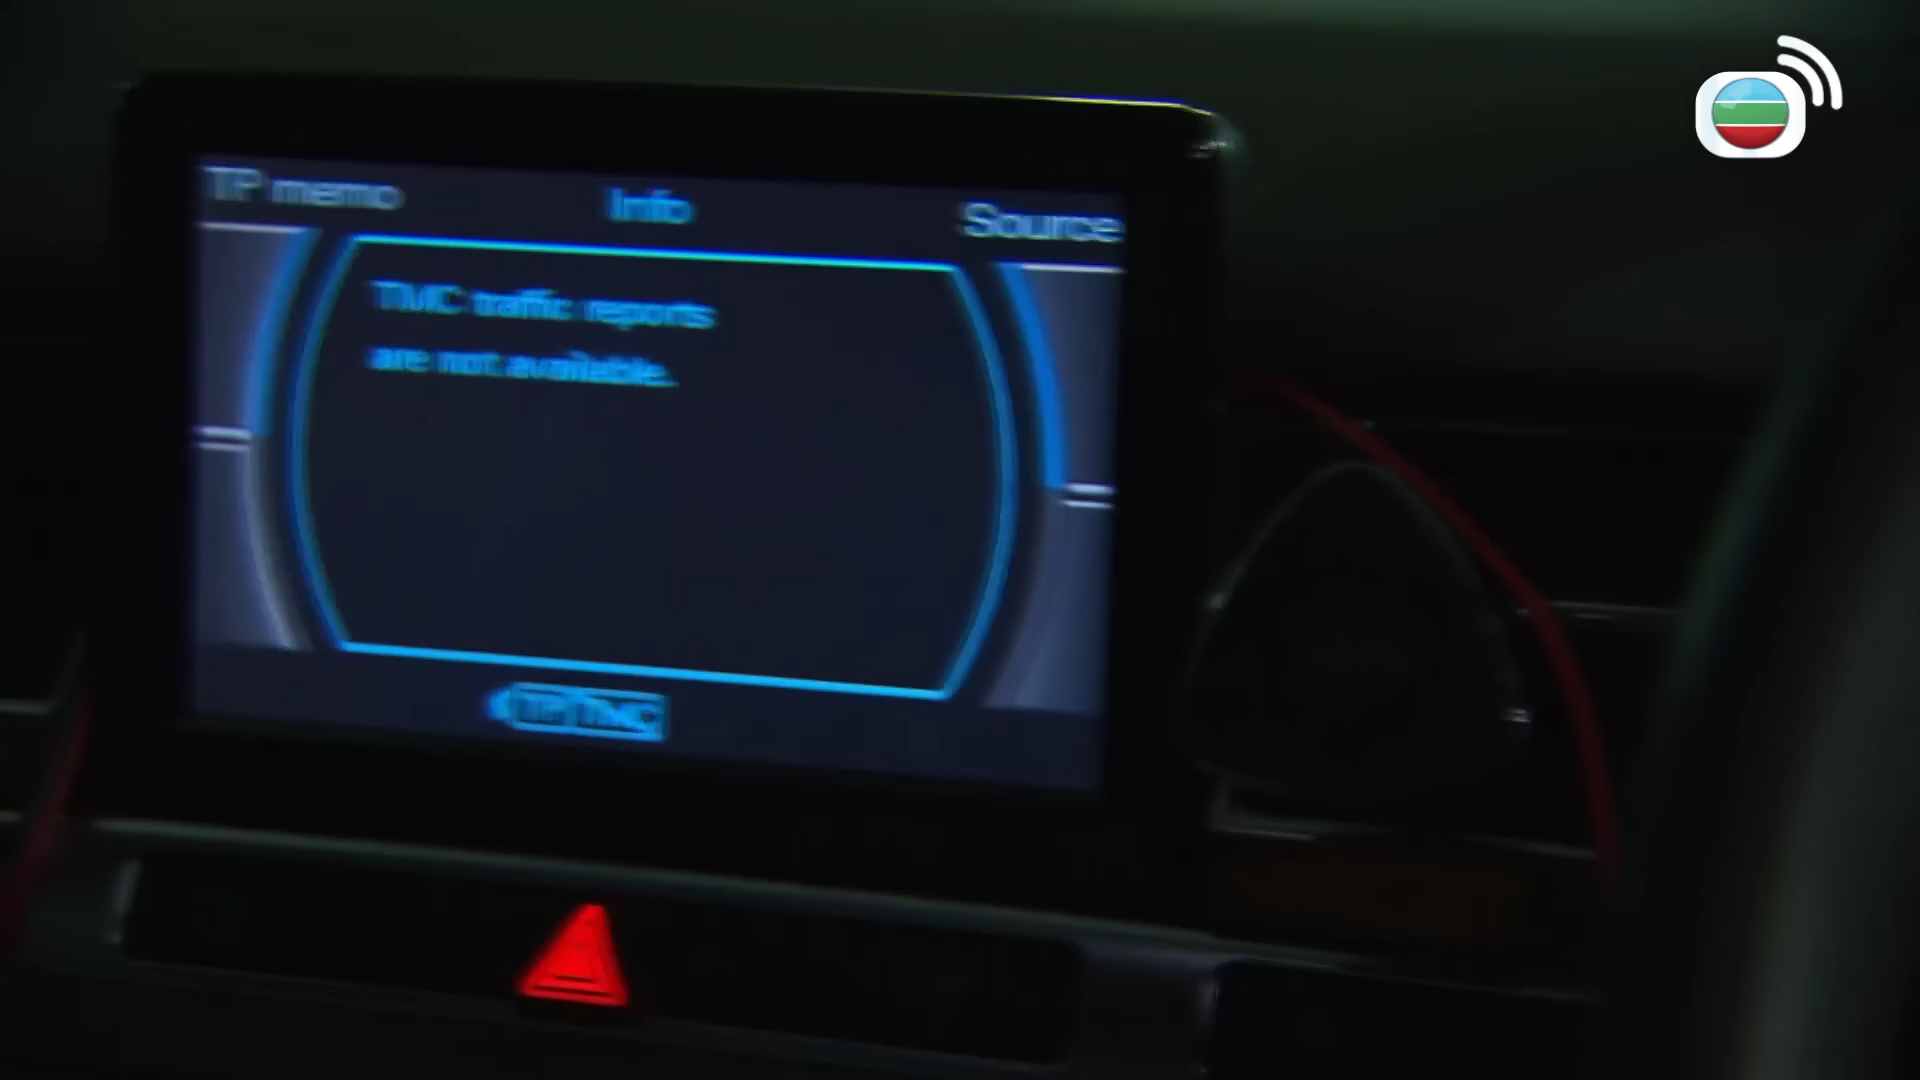 TP memo
Info
Source
TMC traffic reports
are not available.
TP/TMC